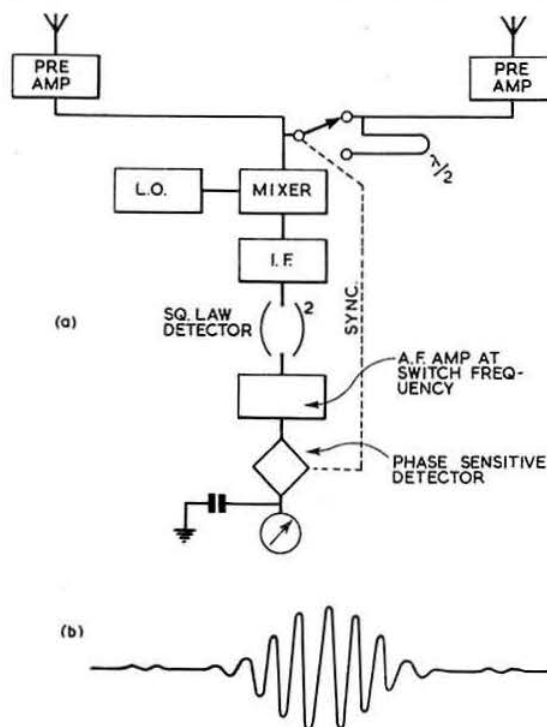 PRE
AMP
PRE
AMP
λ/2
L.O.
MIXER
I.F.
SYNC.
(a)
SQ. LAW
DETECTOR
2
A.F. AMP AT
SWITCH FREQ-
UENCY
PHASE SENSITIVE
DETECTOR
(b)